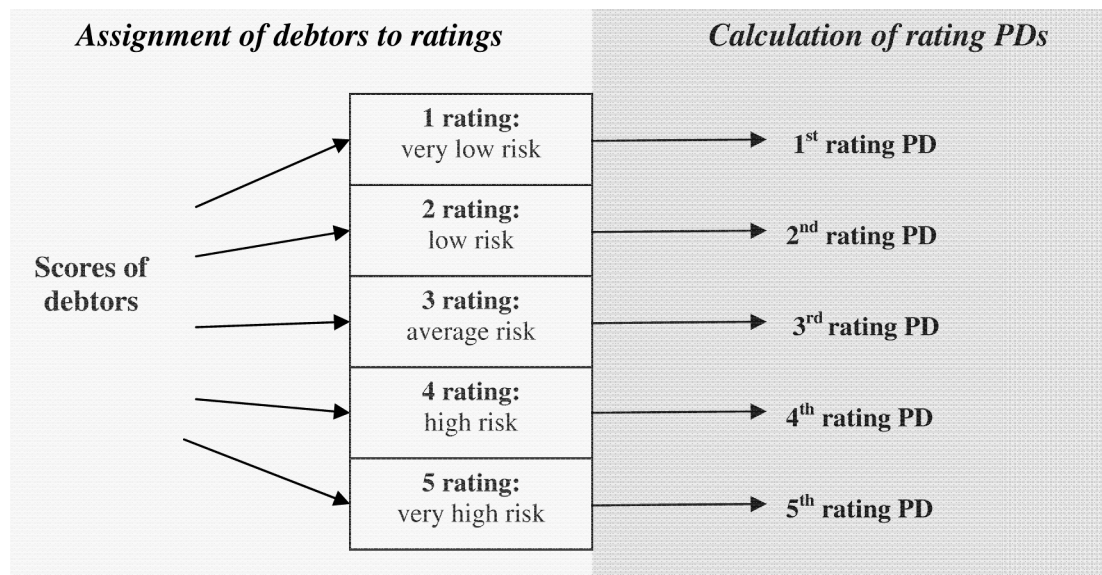 Assignment of debtors to ratings
Calculation of rating PDs
Scores of
debtors
1 rating:
very low risk
2 rating:
low risk
3 rating:
average risk
4 rating:
high risk
5 rating:
very high risk
1st rating PD
2nd rating PD
3rd rating PD
4th rating PD
5th rating PD